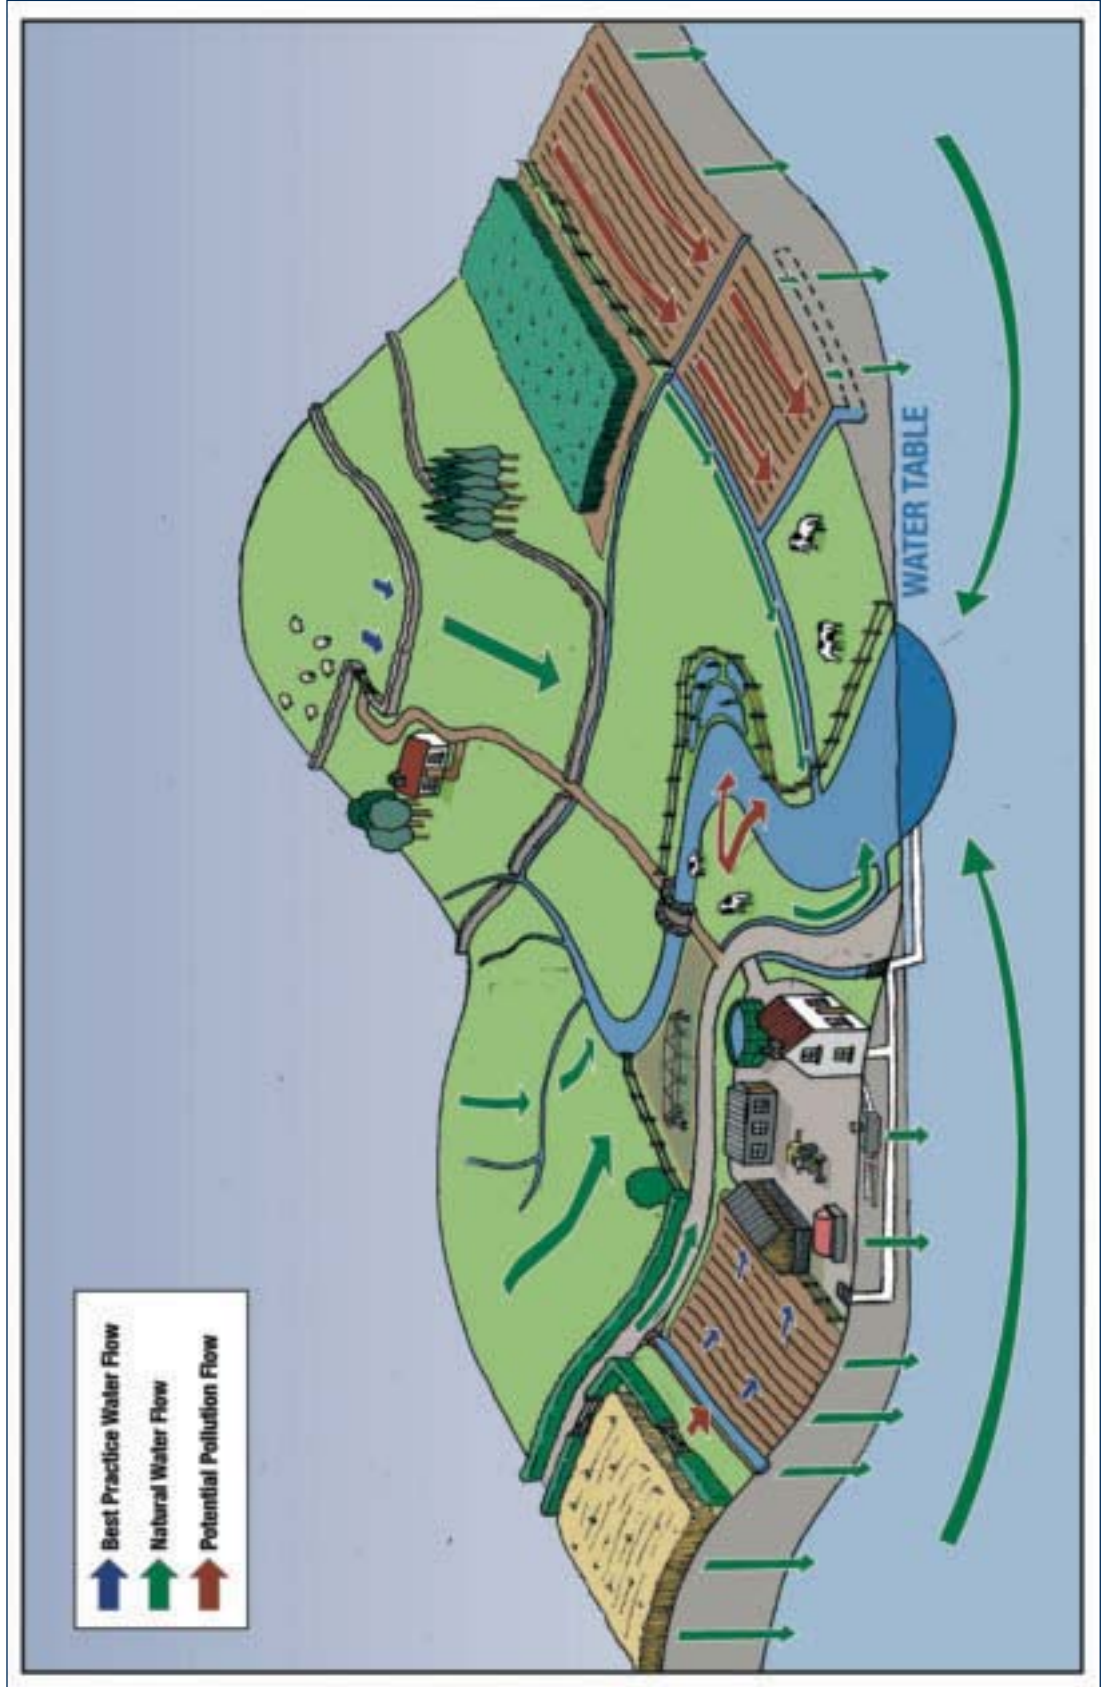 Best Practice Water Flow
Natural Water Flow
Potential Pollution Flow
WATER TABLE